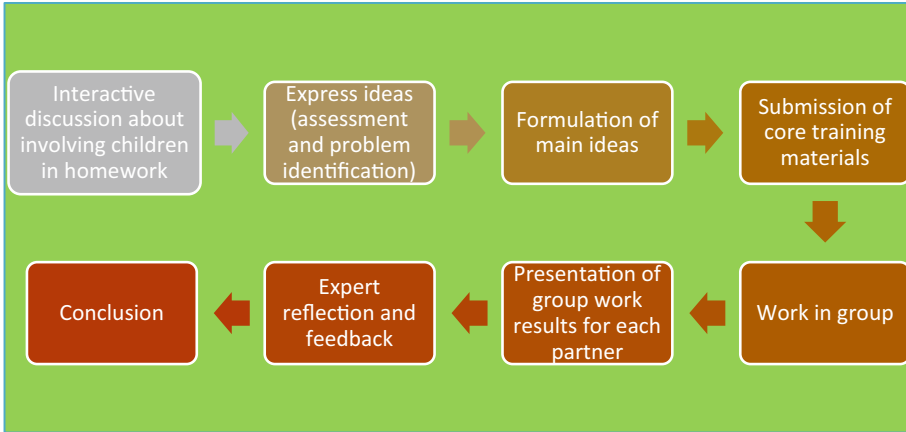 Interactive
discussion about
involving children
in homework
Express ideas
(assessment
and problem
identification)
Formulation of
main ideas
Submission of
core training
materials
Work in group
Presentation of
group work
results for each
partner
Expert
reflection and
feedback
Conclusion